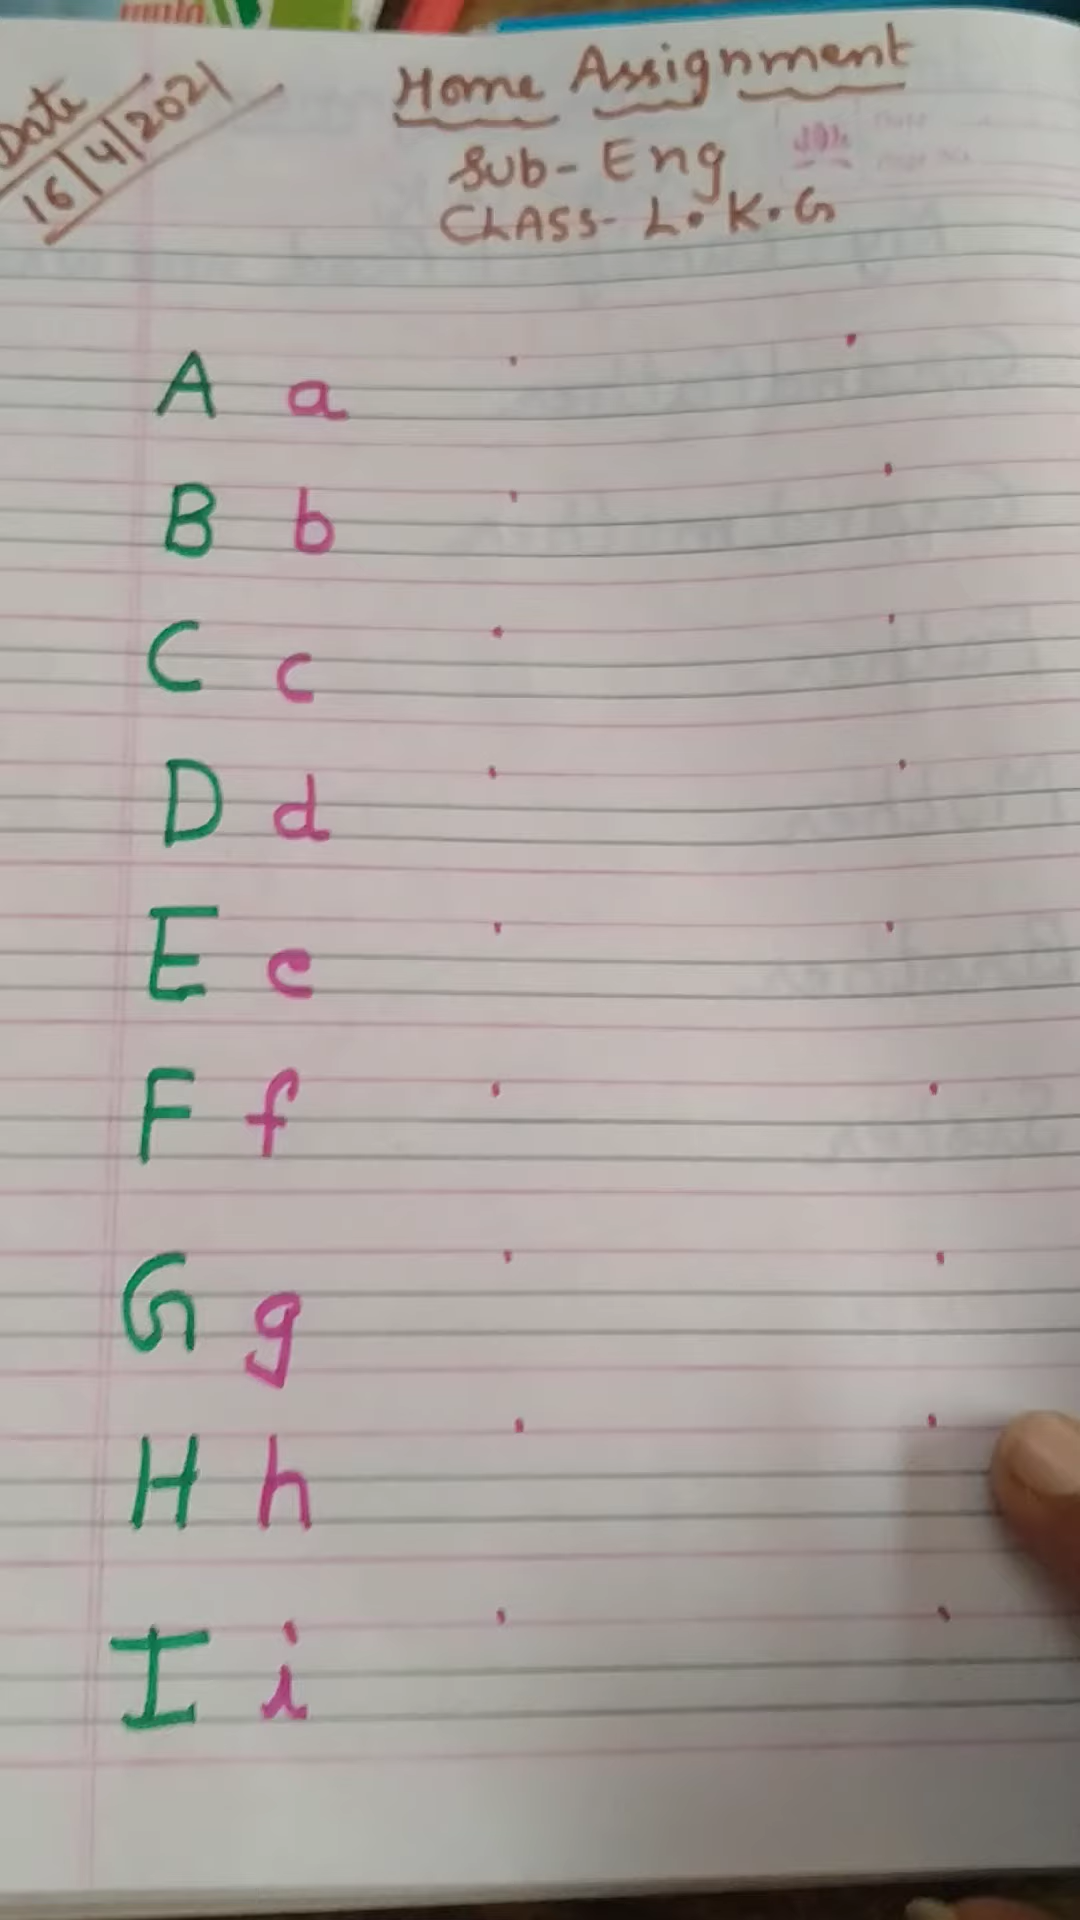 Date
16/4/2021
Home Assignment
Sub- Eng
CLASS- L.K.G
A a
B b
C c
D d
E e
F f
G g
H h
I i